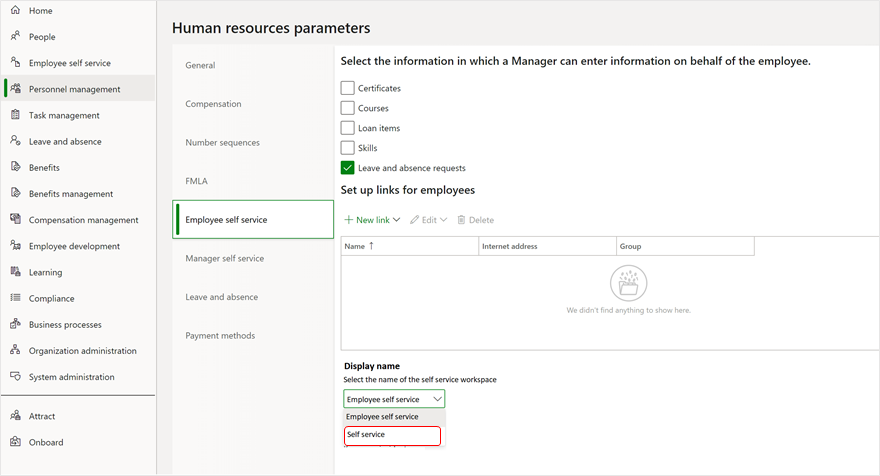 Home
People
Employee self service
Personnel management
Task management
Leave and absence
Benefits
Benefits management
Compensation management
Employee development
Learning
Compliance
Business processes
Organization administration
System administration
Attract
Onboard
Human resources parameters
General
Compensation
Number sequences
FMLA
Employee self service
Manager self service
Leave and absence
Payment methods
Select the information in which a Manager can enter information on behalf of the employee.
Certificates
Courses
Loan items
Skills
Leave and absence requests
Set up links for employees
New link Edit Delete
Name Internet address Group
We didn't find anything to show here.
Display name
Select the name of the self service workspace
Employee self service
Employee self service
Self service